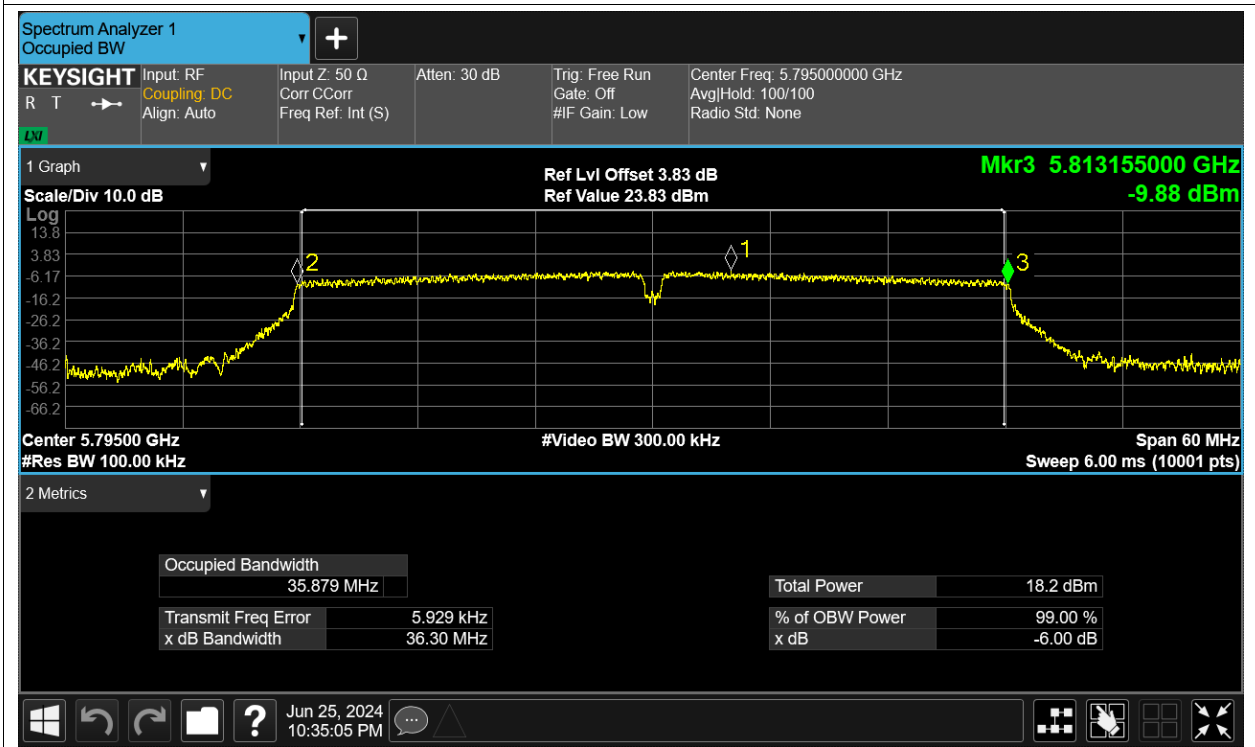 Spectrum Analyzer 1
Occupied BW
KEYSIGHT
R T
LXI
Input: RF
Coupling: DC
Align: Auto
Input Z: 50 Ω
Corr CCorr
Freq Ref: Int (S)
Atten: 30 dB
Trig: Free Run
Gate: Off
#IF Gain: Low
Center Freq: 5.795000000 GHz
Avg|Hold: 100/100
Radio Std: None
1 Graph
Scale/Div 10.0 dB
Ref Lvl Offset 3.83 dB
Ref Value 23.83 dBm
Mkr3 5.813155000 GHz
-9.88 dBm
Log
13.8
3.83
-6.17
-16.2
-26.2
-36.2
-46.2
-56.2
-66.2
2
1
3
Center 5.79500 GHz
#Video BW 300.00 kHz
Span 60 MHz
#Res BW 100.00 kHz
Sweep 6.00 ms (10001 pts)
2 Metrics
Occupied Bandwidth
35.879 MHz
Transmit Freq Error 5.929 kHz
x dB Bandwidth 36.30 MHz
Total Power 18.2 dBm
% of OBW Power 99.00 %
x dB -6.00 dB
?
Jun 25, 2024
10:35:05 PM